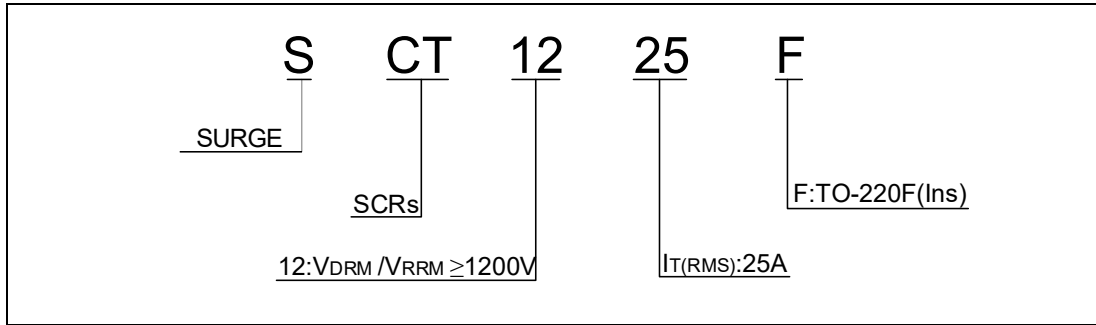 S CT 12 25 F
SURGE
F:TO-220F(Ins)
SCRs
12:VDRM /VRRM ≥1200V
IT(RMS):25A